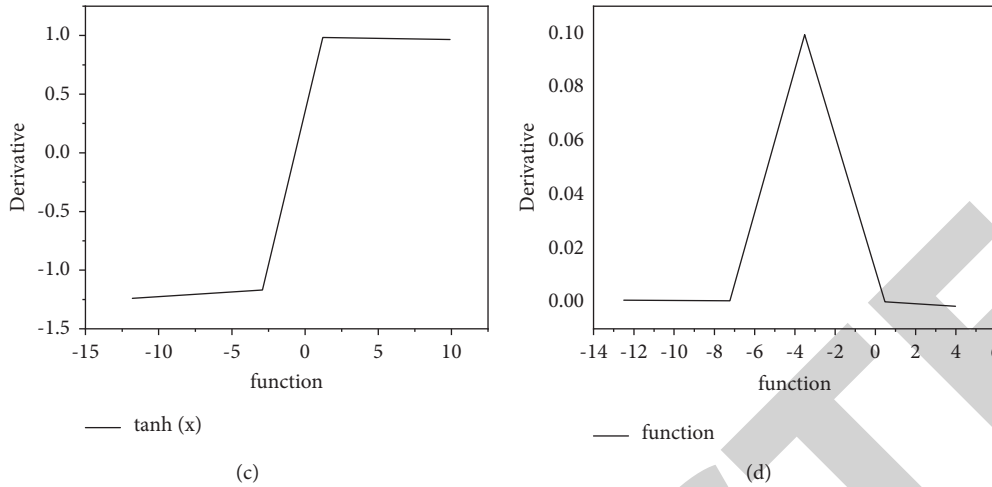 1.0
0.5
0.0
-0.5
-1.0
-1.5
Derivative
-15 -10 -5 0 5 10
function
tanh (x)
(c)
0.10
0.08
0.06
0.04
0.02
0.00
Derivative
-14 -12 -10 -8 -6 -4 -2 0 2 4 6
function
function
(d)